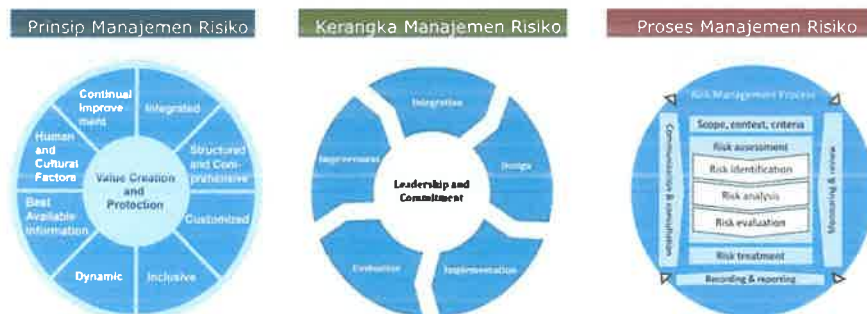 Prinsip Manajemen Risiko
Continual
Improve
ment
Integrated
Human
and
Cultural
Factors
Structured
and Com-
prehensive
Value Creation
and
Protection
Best
Available
Information
Customized
Dynamic
Inclusive
Kerangka Manajemen Risiko
Integration
Design
Leadership and
Commitment
Evaluation
Implementation
Proses Manajemen Risiko
Risk Management Process
Scope, context, criteria
Risk assessment
Risk identification
Risk analysis
Risk evaluation
Risk treatment
Communication & consultation
Monitoring & review
Recording & reporting